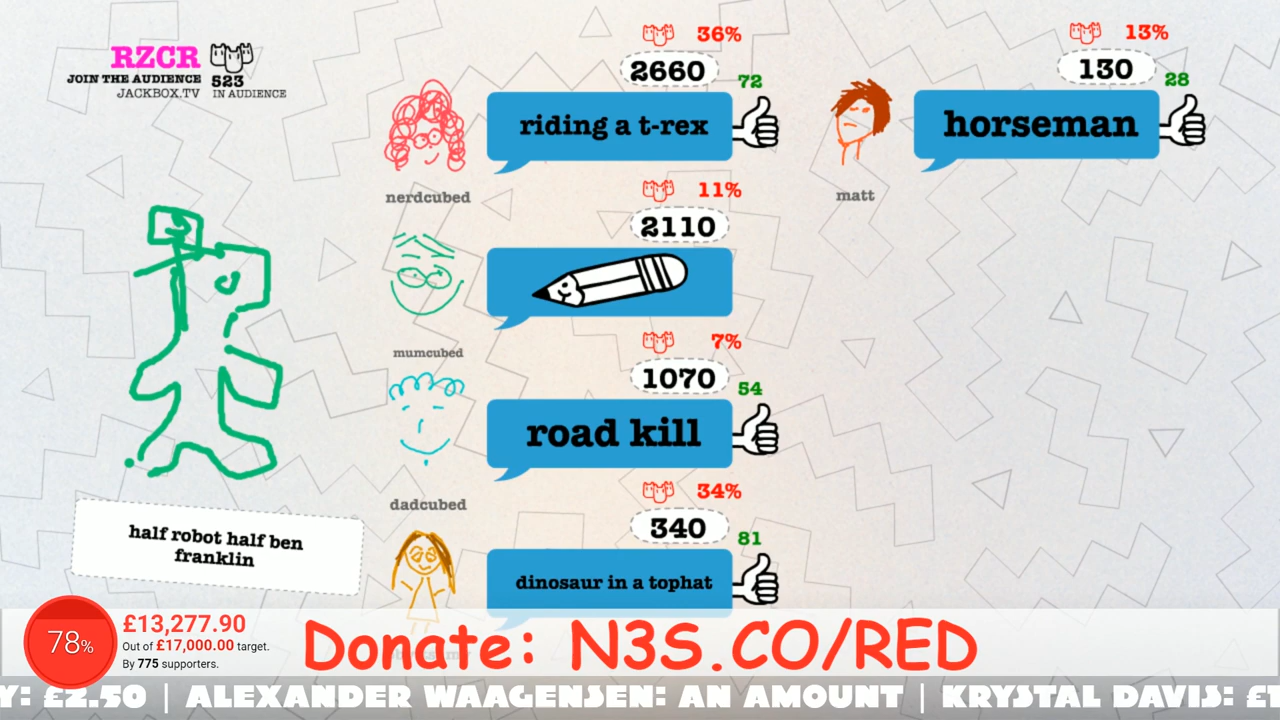 RZCR
JOIN THE AUDIENCE
JACKBOX.TV
523
IN AUDIENCE
36%
2660
72
riding a t-rex
nerdcubed
13%
130
28
horseman
matt
11%
2110
mumcubed
7%
1070
54
road kill
dadcubed
34%
340
81
dinosaur in a tophat
half robot half ben
franklin
78%
£13,277.90
Out of £17,000.00 target.
By 775 supporters.
Donate: N3S.CO/RED
Y: £2.50 | ALEXANDER WAAGENSEN: AN AMOUNT | KRYSTAL DAVIS: £1